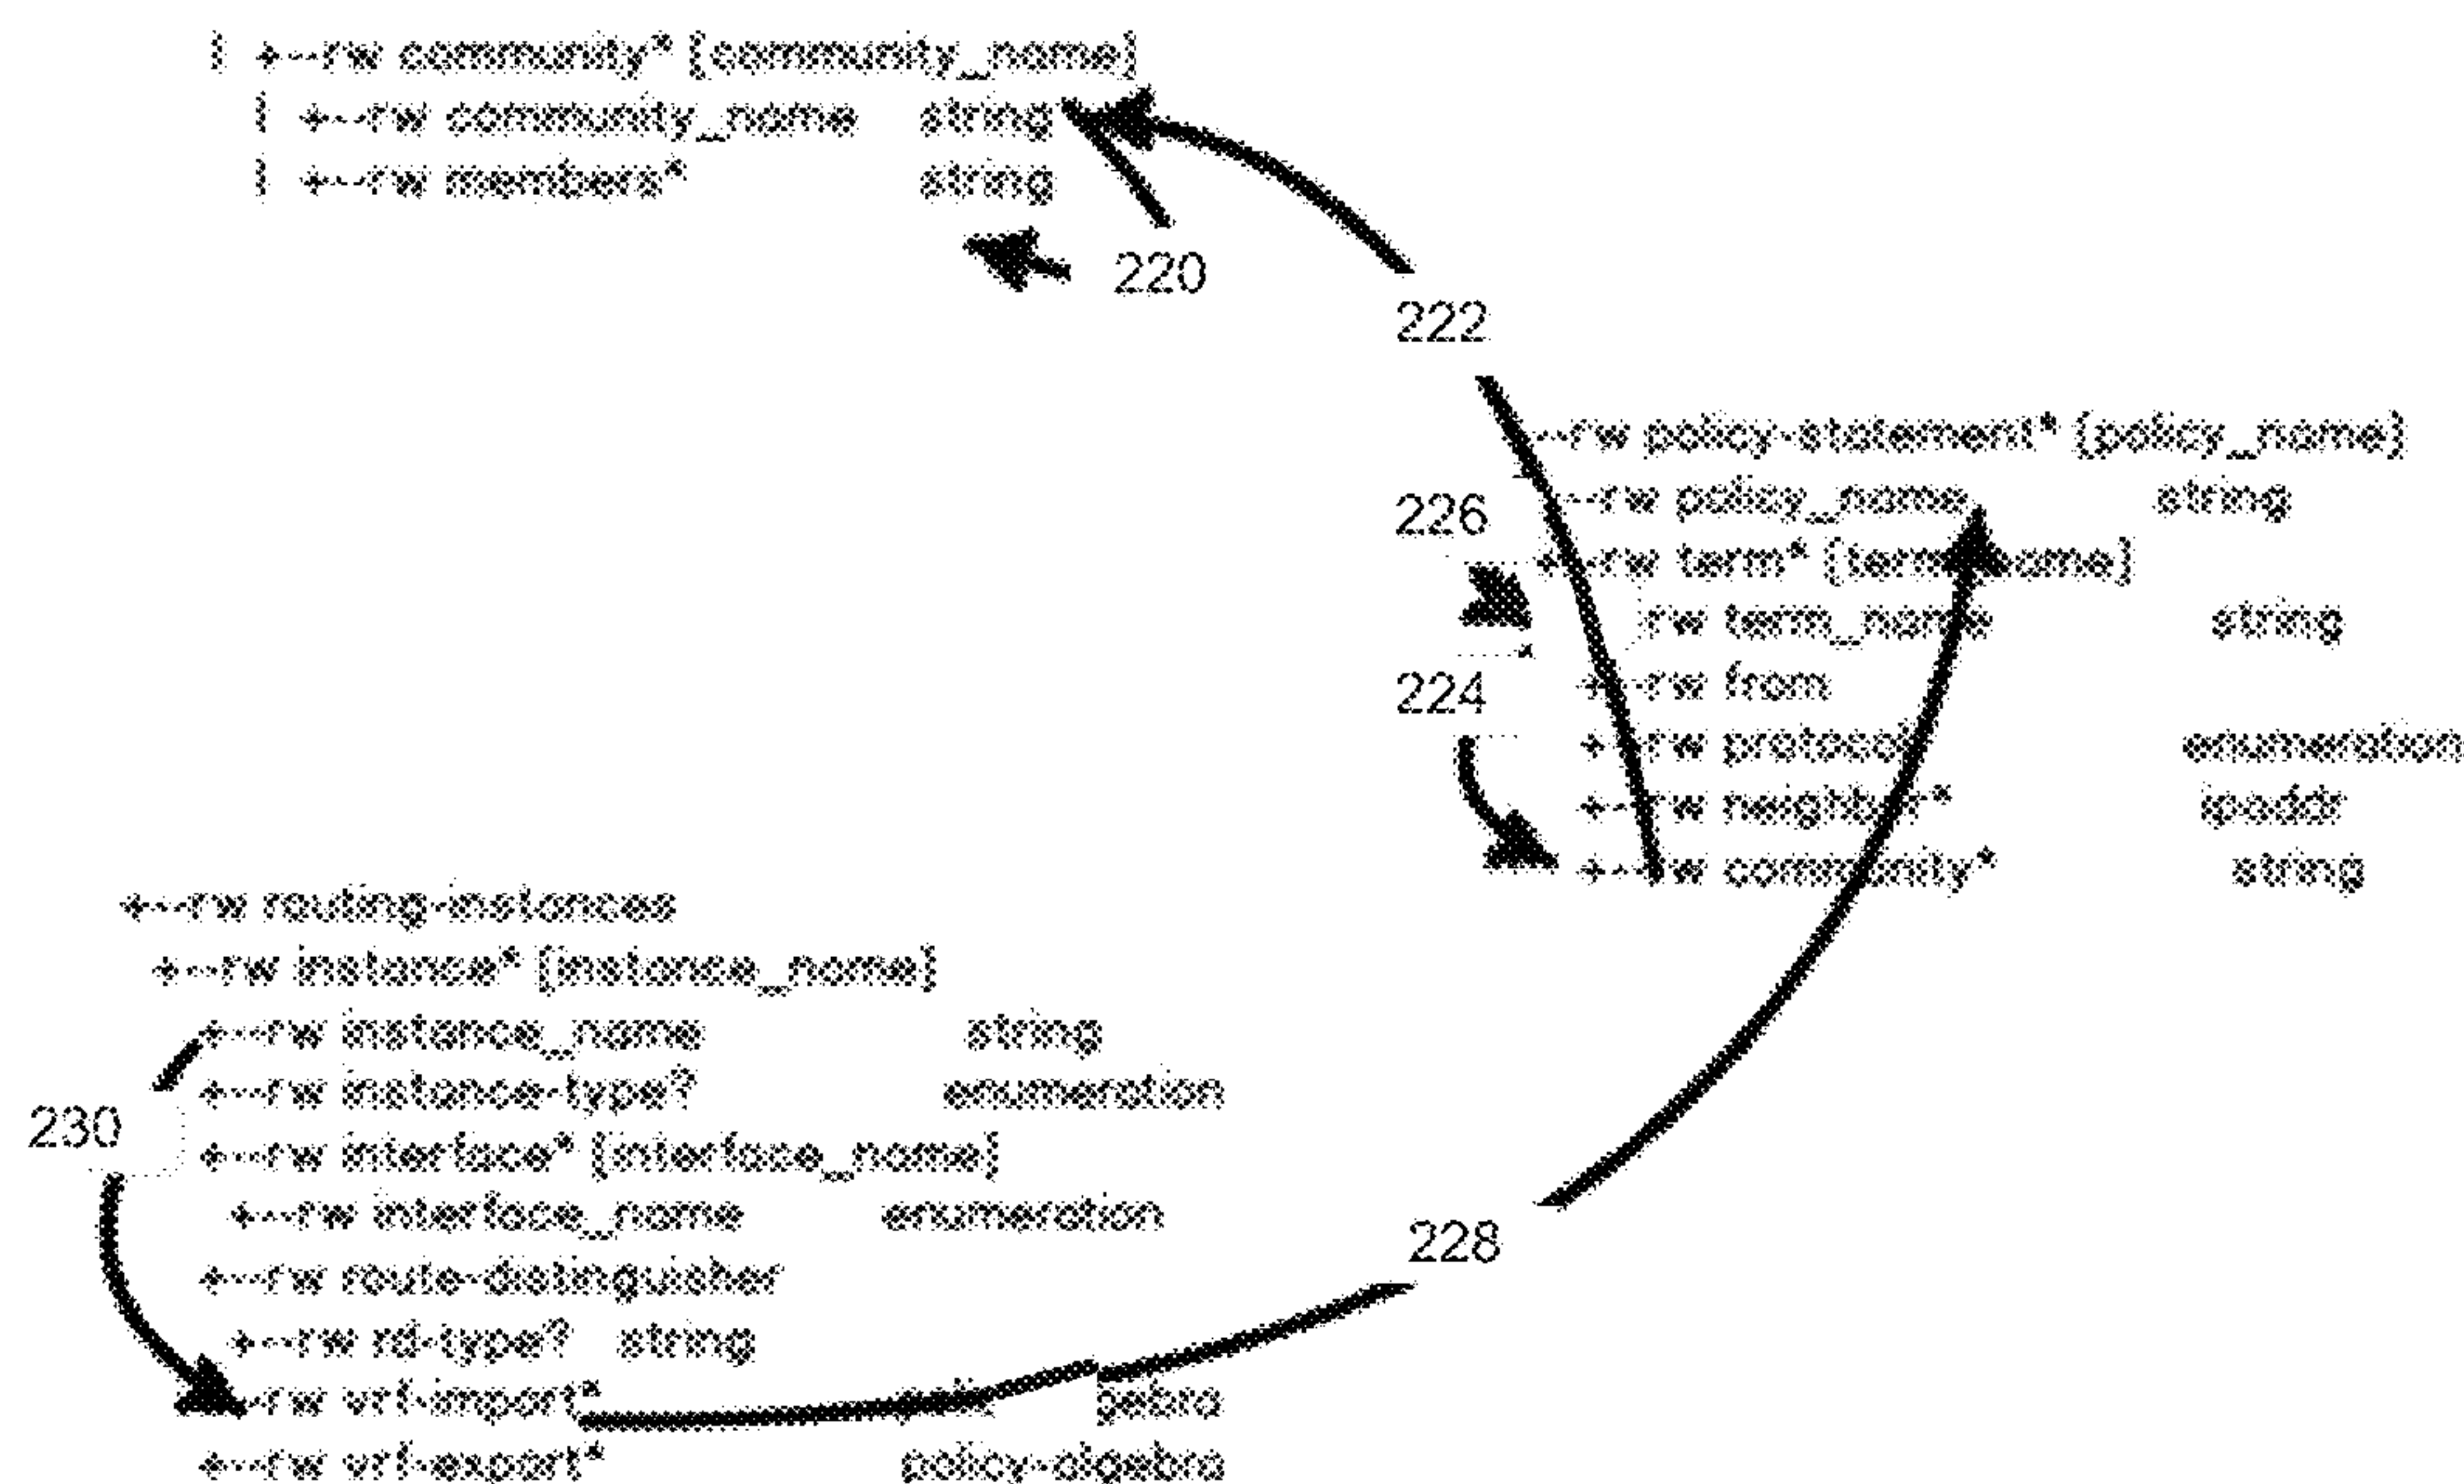 | +--rw community* [community_name]
| +--rw community_name string
| +--rw members* string
220
222
--rw policy-statement* [policy_name]
226
--rw policy_name string
+--rw term* [term_name]
rw term_name string
+--rw from
224
+--rw protocol enumeration
+--rw neighbor* ipaddr
+--rw community* string
+--rw routing-instances
+--rw instance* [instance_name]
+--rw instance_name string
+--rw instance-type? enumeration
230
+--rw interface* [interface_name]
+--rw interface_name enumeration
228
+--rw route-distinguisher
+--rw rd-type? string
--rw vrf-import*
+--rw vrf-export* policy-algebra